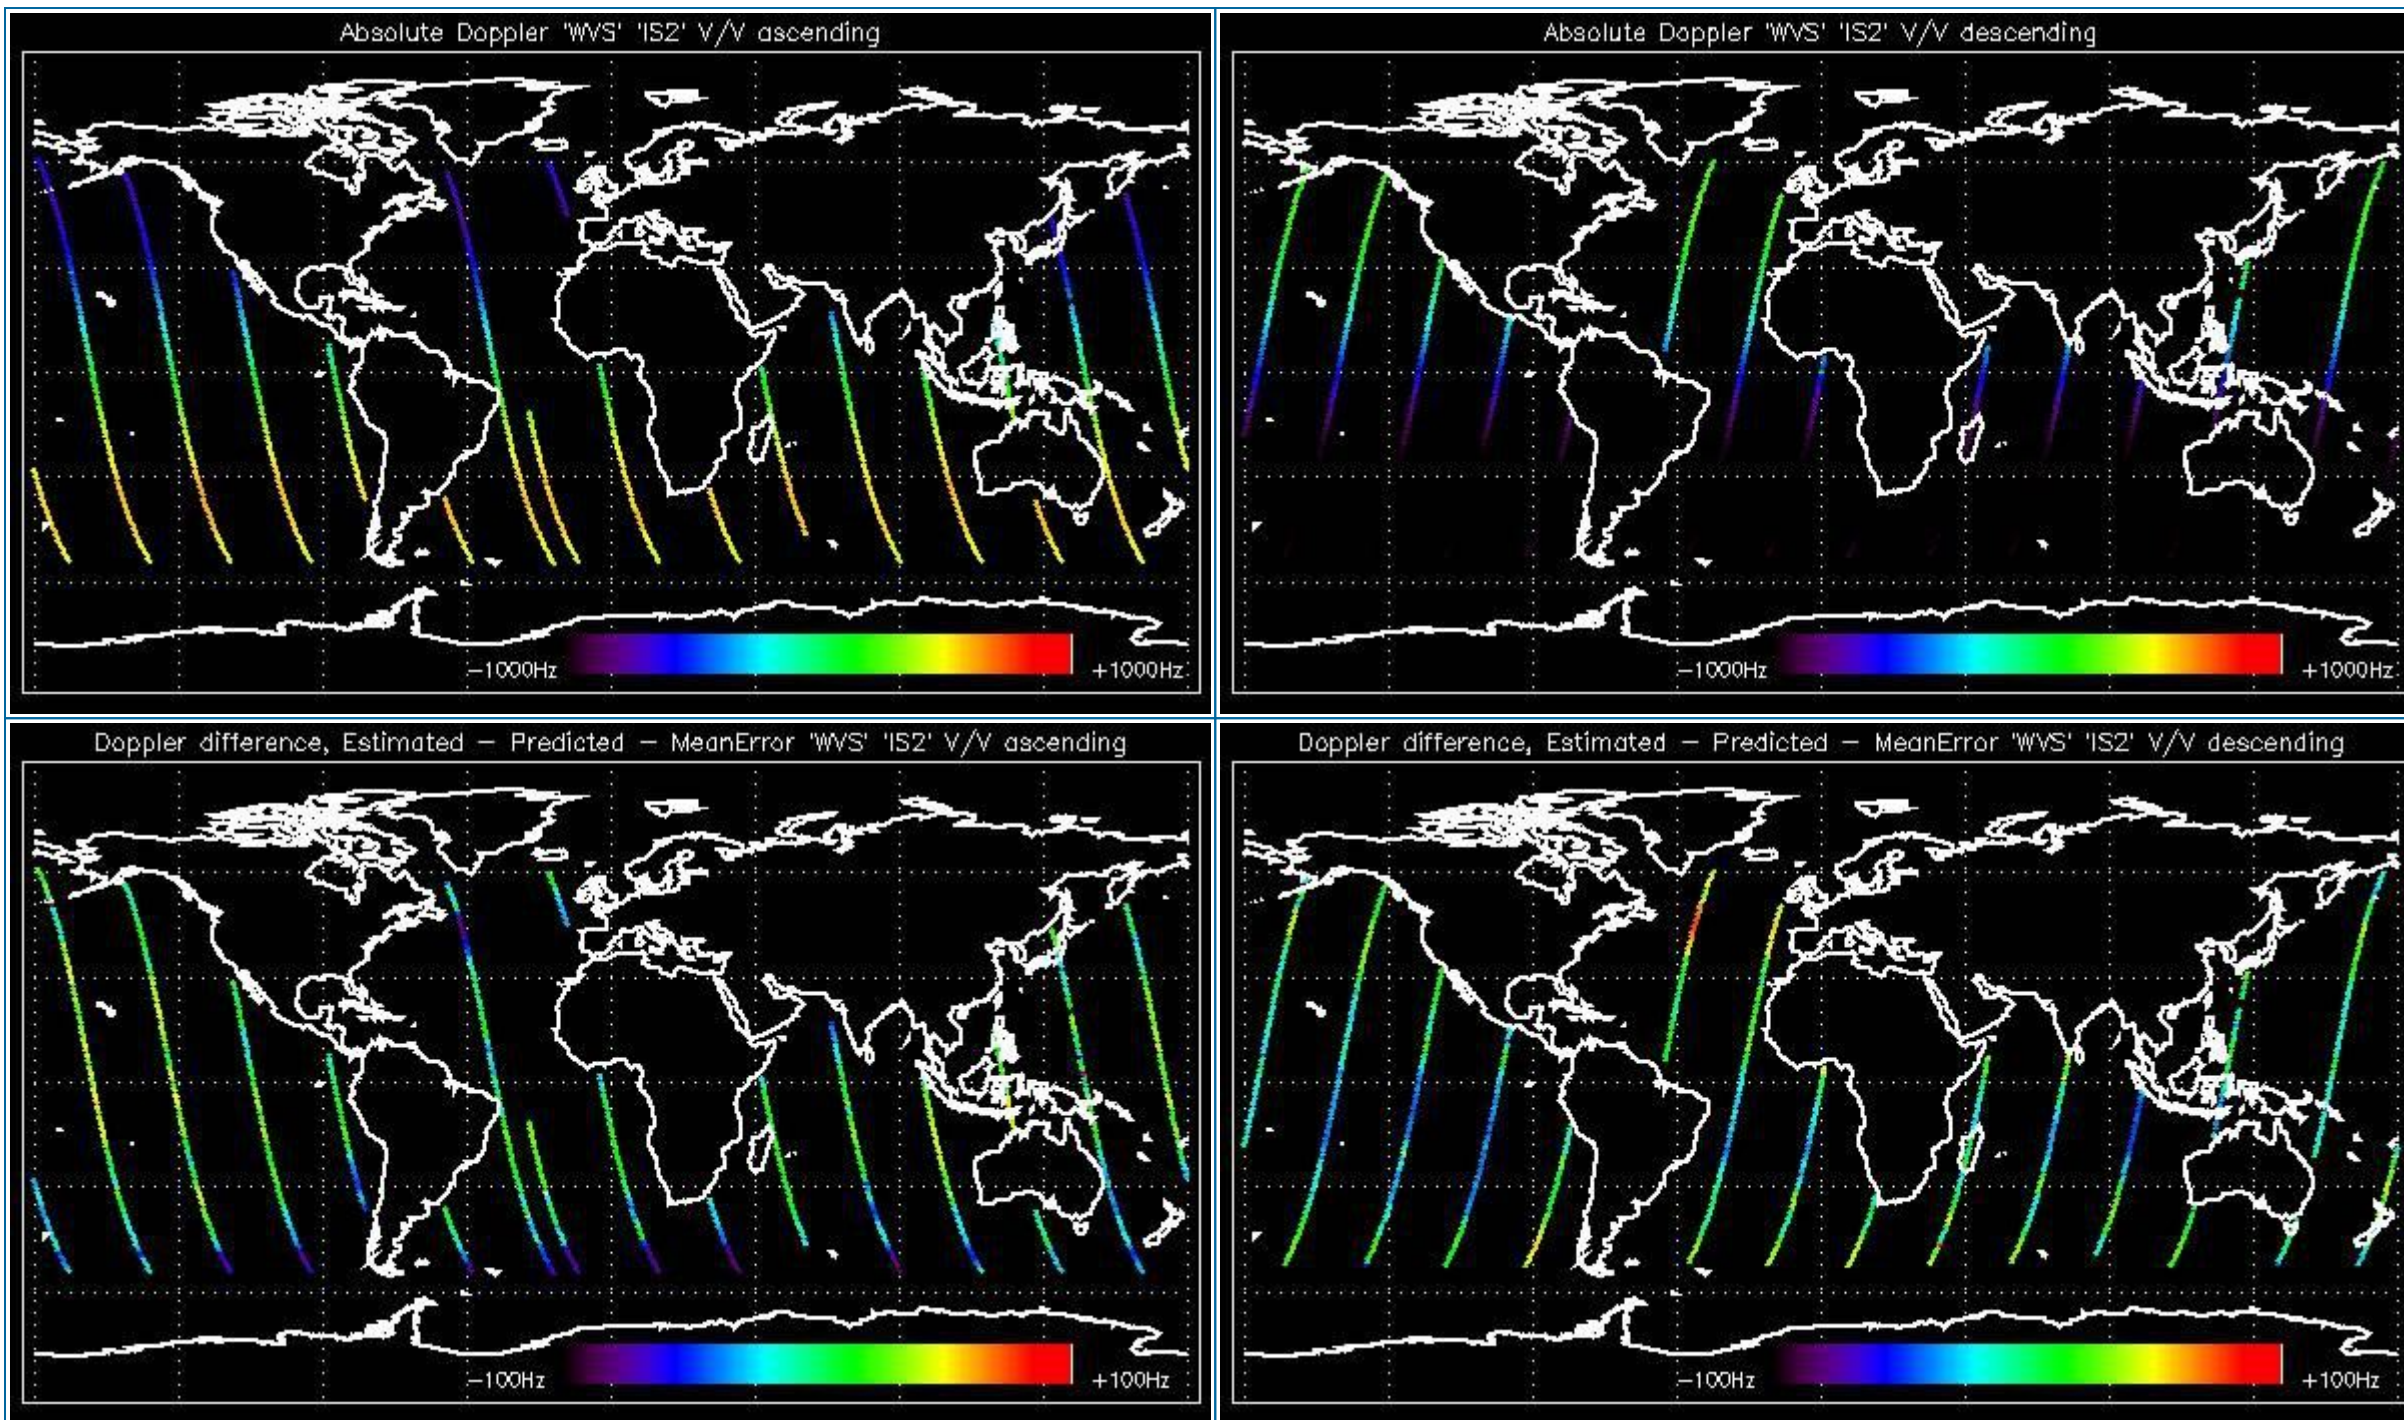 Absolute Doppler 'WVS' 'IS2' V/V ascending
−1000Hz
+1000Hz
Absolute Doppler 'WVS' 'IS2' V/V descending
−1000Hz
+1000Hz
Doppler difference, Estimated − Predicted − MeanError 'WVS' 'IS2' V/V ascending
−100Hz
+100Hz
Doppler difference, Estimated − Predicted − MeanError 'WVS' 'IS2' V/V descending
−100Hz
+100Hz